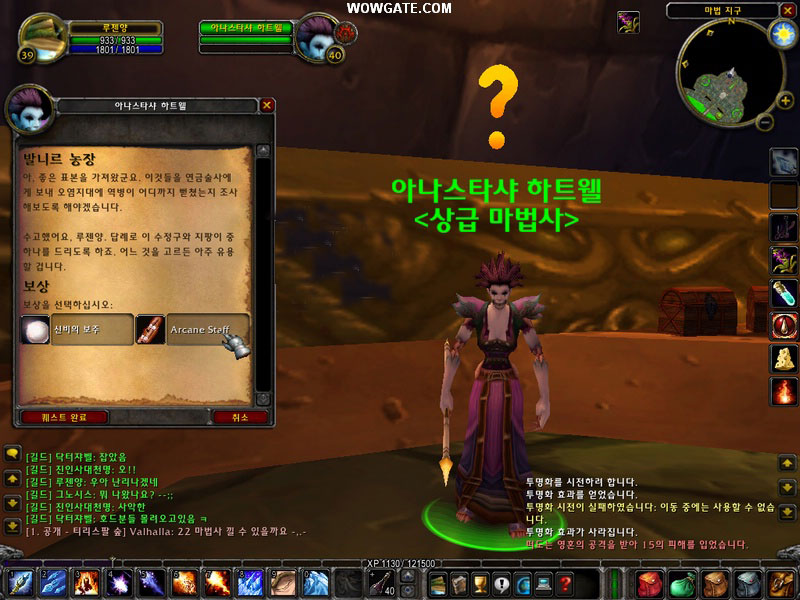 WOWGATE.COM
루젠양
933 / 933
1801 / 1801
39
아나스타샤 하트웰
40
마법 지구
N
아나스타샤 하트웰
발니르 농장
아, 좋은 표본을 가져왔군요. 이것들을 연금술사에
게 보내 오염지대에 역병이 어디까지 뻗쳤는지 조사
해보도록 해야겠습니다.
수고했어요, 루젠양. 답례로 이 수정구와 지팡이 중
하나를 드리도록 하죠. 어느 것을 고르든 아주 유용
할 겁니다.
보상
보상을 선택하십시오:
신비의 보주
Arcane Staff
퀘스트 완료
취소
아나스타샤 하트웰
<상급 마법사>
[길드] 닥터쟈벨: 잡았음
[길드] 진인사대천명: 오!!
[길드] 루젠양: 우아 난리나겠네
[길드] 그노시스: 뭐 나왔나요? --;;
[길드] 진인사대천명: 사악한
[길드] 닥터쟈벨: 호드분들 몰려오고있음 ㅋ
[1. 공개 - 티리스팔 숲] Valhalla: 22 마법사 낄 수 있을까요 -.,-
투명화를 시전하려 합니다.
투명화 효과를 얻었습니다.
투명화 시전이 실패하였습니다: 이동 중에는 사용할 수 없습
니다.
투명화 효과가 사라집니다.
떠도는 영혼의 공격을 받아 15의 피해를 입었습니다.
XP 1130 / 121500
40